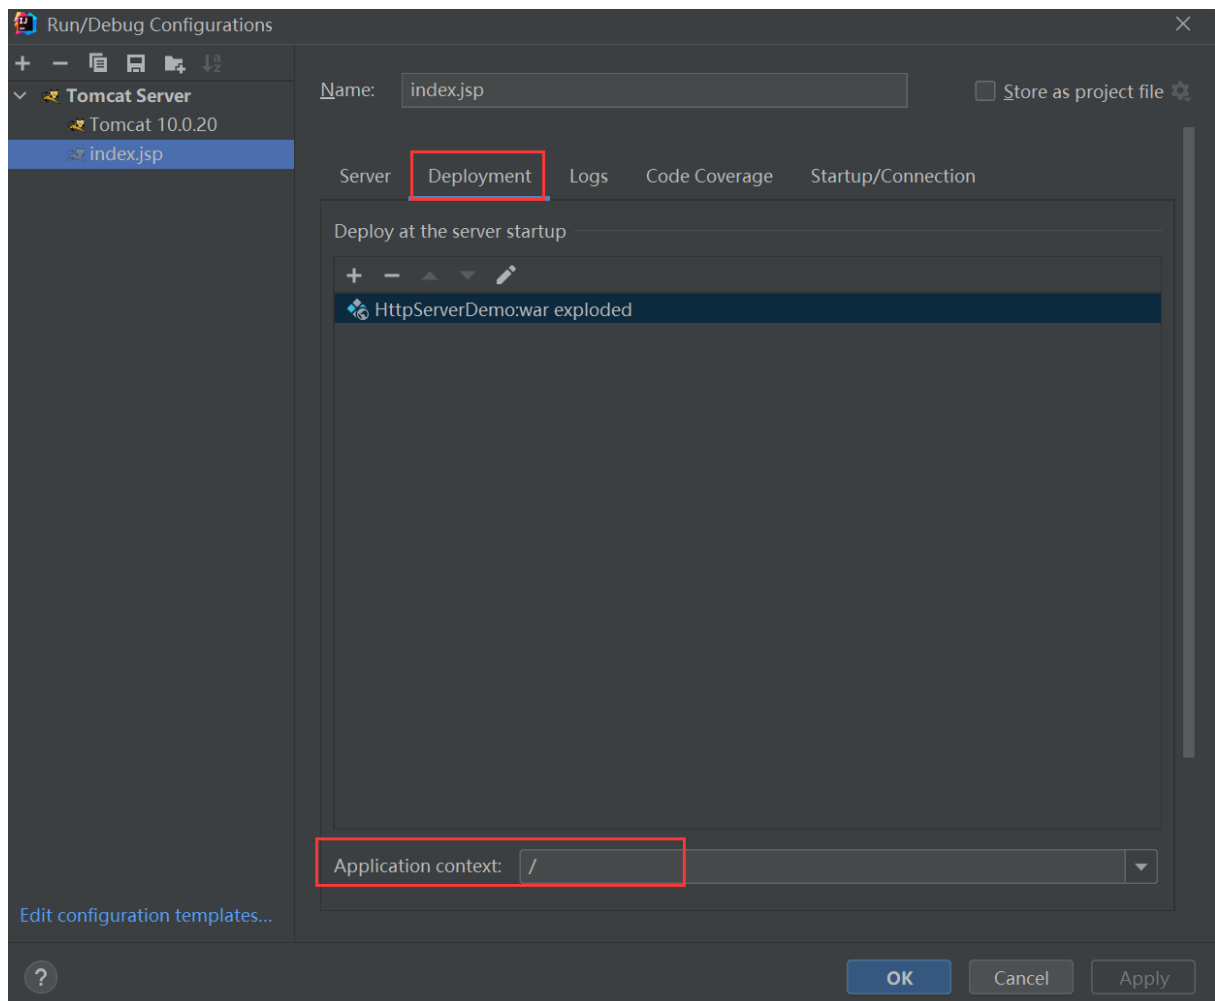 Run/Debug Configurations
Tomcat Server
Tomcat 10.0.20
index.jsp
Name: index.jsp
Store as project file
Server Deployment Logs Code Coverage Startup/Connection
Deploy at the server startup
HttpServerDemo:war exploded
Application context: /
Edit configuration templates...
? OK Cancel Apply